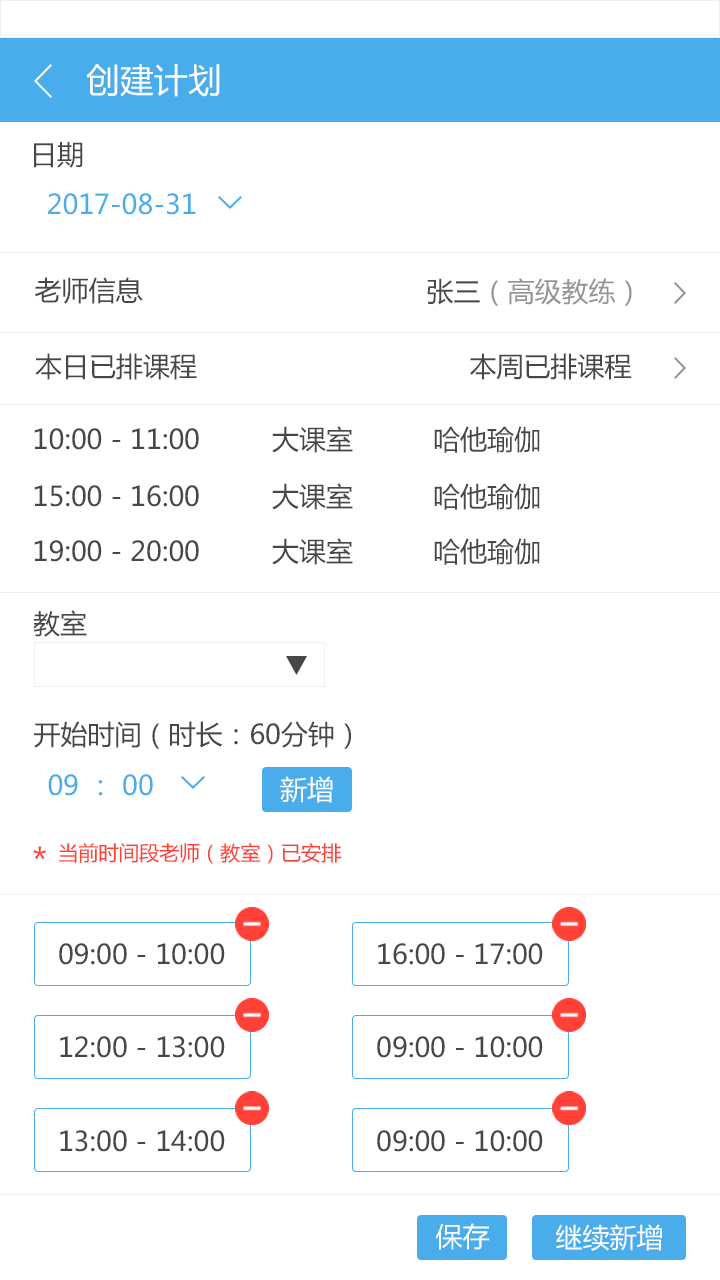 创建计划
日期
2017-08-31
老师信息 张三（高级教练）
本日已排课程 本周已排课程
10:00 - 11:00 大课室 哈他瑜伽
15:00 - 16:00 大课室 哈他瑜伽
19:00 - 20:00 大课室 哈他瑜伽
教室
开始时间（时长：60分钟）
09 : 00 新增
* 当前时间段老师（教室）已安排
09:00 - 10:00 16:00 - 17:00
12:00 - 13:00 09:00 - 10:00
13:00 - 14:00 09:00 - 10:00
保存 继续新增